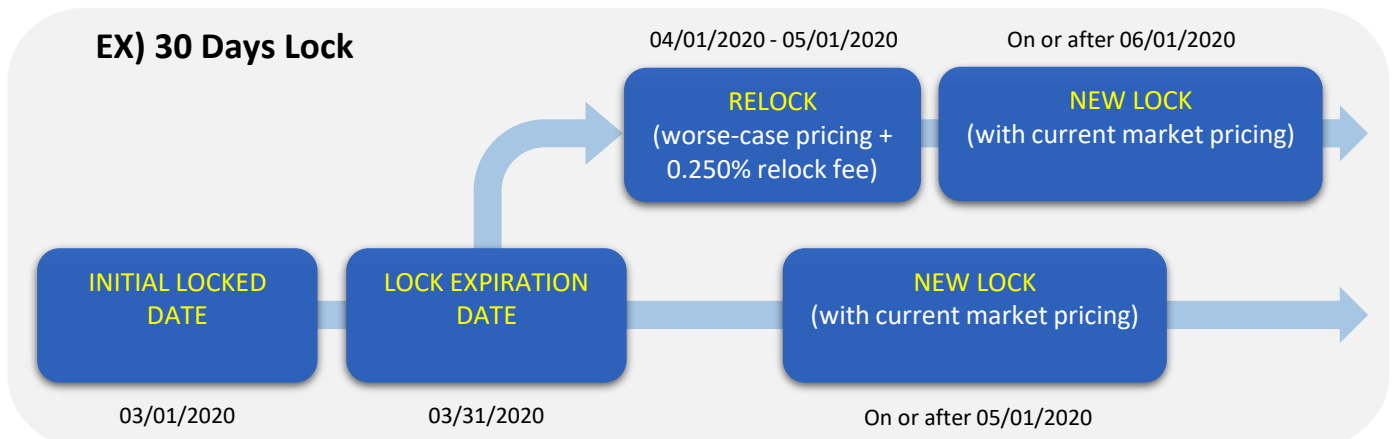 EX) 30 Days Lock
04/01/2020 - 05/01/2020
On or after 06/01/2020
RELOCK
(worse-case pricing +
0.250% relock fee)
NEW LOCK
(with current market pricing)
INITIAL LOCKED
DATE
LOCK EXPIRATION
DATE
NEW LOCK
(with current market pricing)
03/01/2020
03/31/2020
On or after 05/01/2020